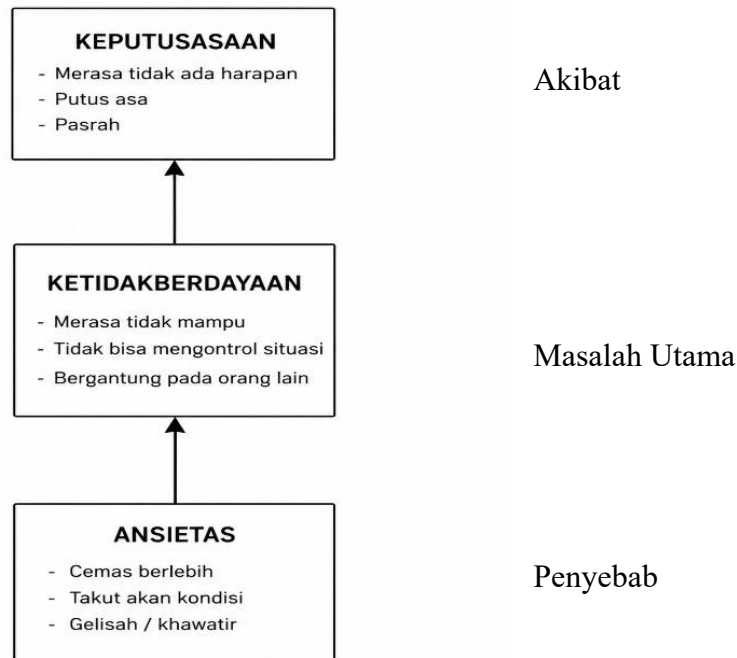 KEPUTUSASAAN
- Merasa tidak ada harapan
- Putus asa
- Pasrah
Akibat
KETIDAKBERDAYAAN
- Merasa tidak mampu
- Tidak bisa mengontrol situasi
- Bergantung pada orang lain
Masalah Utama
ANSIETAS
- Cemas berlebih
- Takut akan kondisi
- Gelisah / khawatir
Penyebab